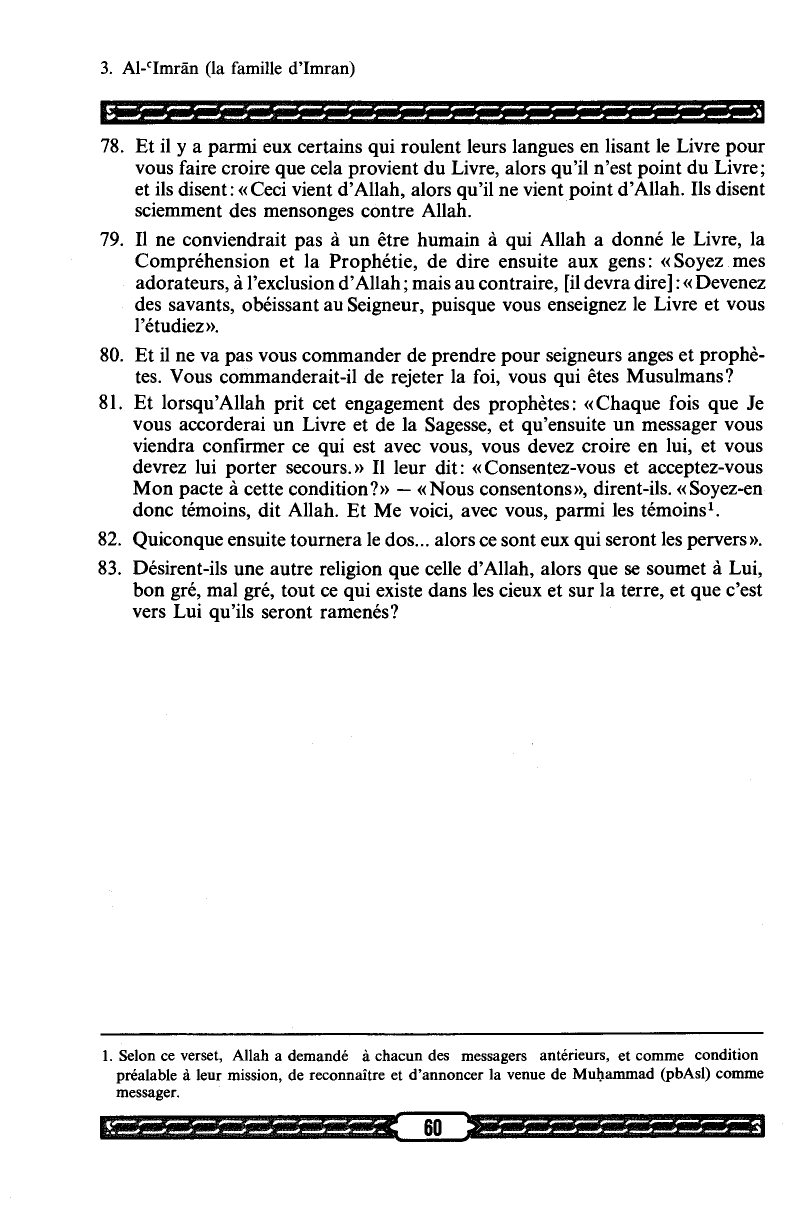 3. Al-ʿImrān (la famille d'Imran)
78. Et il y a parmi eux certains qui roulent leurs langues en lisant le Livre pour
vous faire croire que cela provient du Livre, alors qu'il n'est point du Livre;
et ils disent: «Ceci vient d'Allah, alors qu'il ne vient point d'Allah. Ils disent
sciemment des mensonges contre Allah.
79. Il ne conviendrait pas à un être humain à qui Allah a donné le Livre, la
Compréhension et la Prophétie, de dire ensuite aux gens: «Soyez mes
adorateurs, à l'exclusion d'Allah; mais au contraire, [il devra dire]: «Devenez
des savants, obéissant au Seigneur, puisque vous enseignez le Livre et vous
l'étudiez».
80. Et il ne va pas vous commander de prendre pour seigneurs anges et prophè-
tes. Vous commanderait-il de rejeter la foi, vous qui êtes Musulmans?
81. Et lorsqu'Allah prit cet engagement des prophètes: «Chaque fois que Je
vous accorderai un Livre et de la Sagesse, et qu'ensuite un messager vous
viendra confirmer ce qui est avec vous, vous devez croire en lui, et vous
devrez lui porter secours.» Il leur dit: «Consentez-vous et acceptez-vous
Mon pacte à cette condition?» — «Nous consentons», dirent-ils. «Soyez-en
donc témoins, dit Allah. Et Me voici, avec vous, parmi les témoins¹.
82. Quiconque ensuite tournera le dos... alors ce sont eux qui seront les pervers».
83. Désirent-ils une autre religion que celle d'Allah, alors que se soumet à Lui,
bon gré, mal gré, tout ce qui existe dans les cieux et sur la terre, et que c'est
vers Lui qu'ils seront ramenés?
1. Selon ce verset, Allah a demandé à chacun des messagers antérieurs, et comme condition
préalable à leur mission, de reconnaître et d'annoncer la venue de Muḥammad (pbAsl) comme
messager.
60